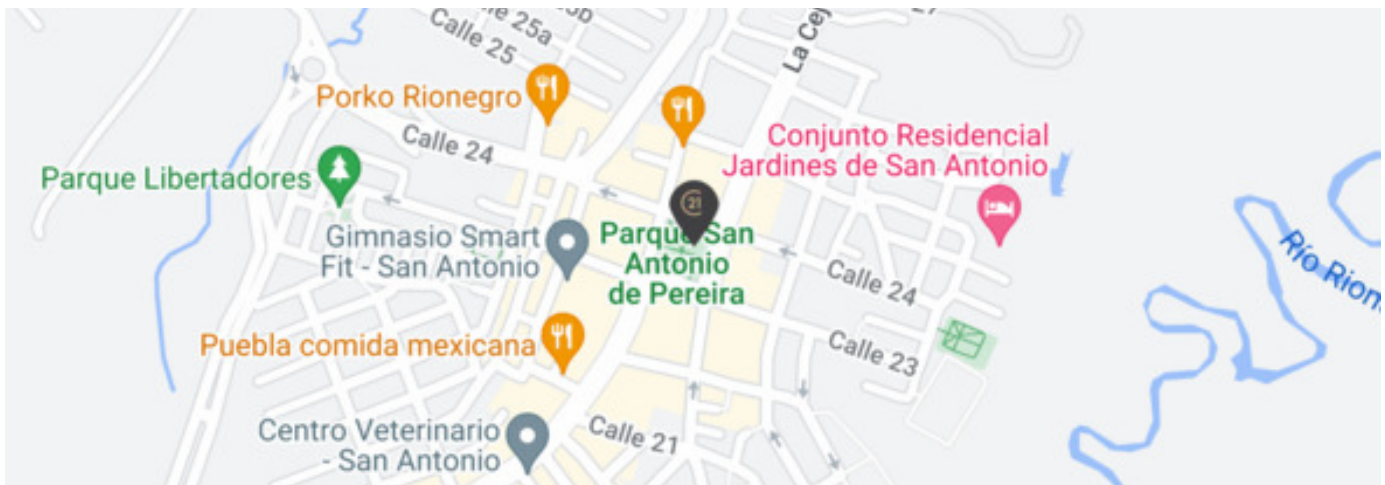 Calle 25a
Calle 25
La Cej
Porko Rionegro
Calle 24
Conjunto Residencial
Jardines de San Antonio
Parque Libertadores
21
Gimnasio Smart
Fit - San Antonio
Parque San
Antonio
de Pereira
Calle 24
Río Rion
Puebla comida mexicana
Calle 23
Centro Veterinario
- San Antonio
Calle 21